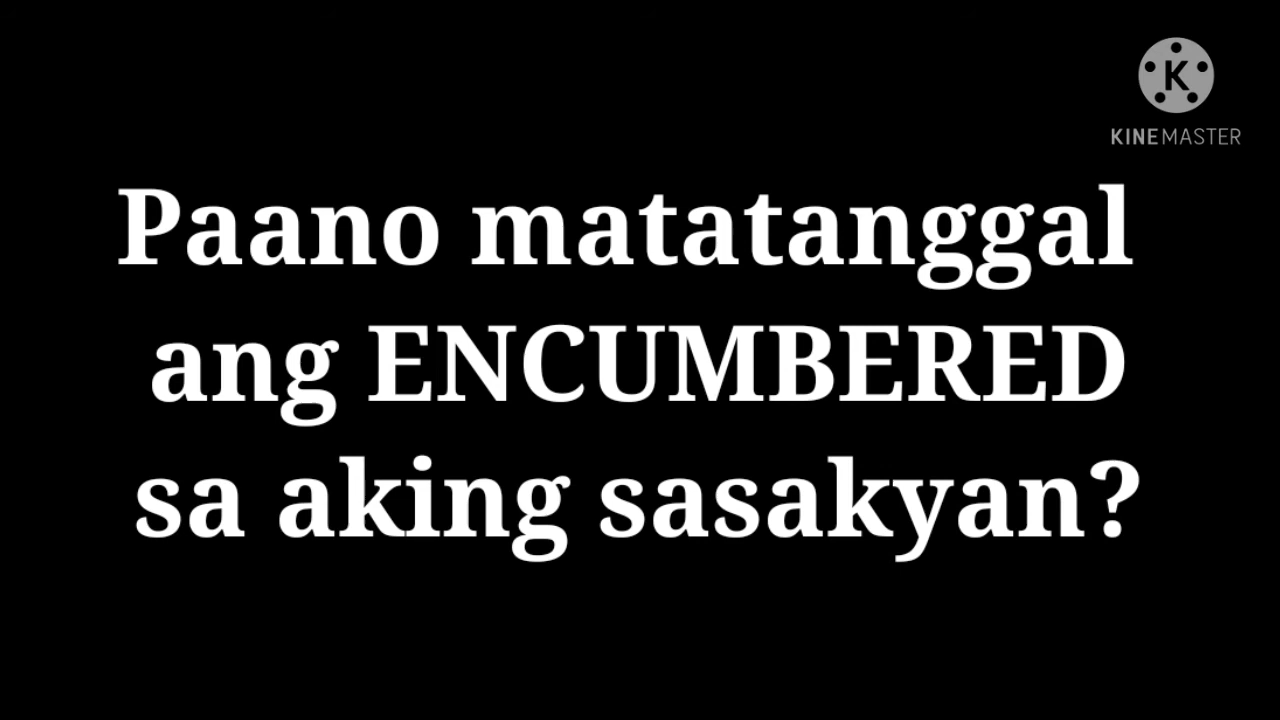 K
KINEMASTER
Paano matatanggal
ang ENCUMBERED
sa aking sasakyan?